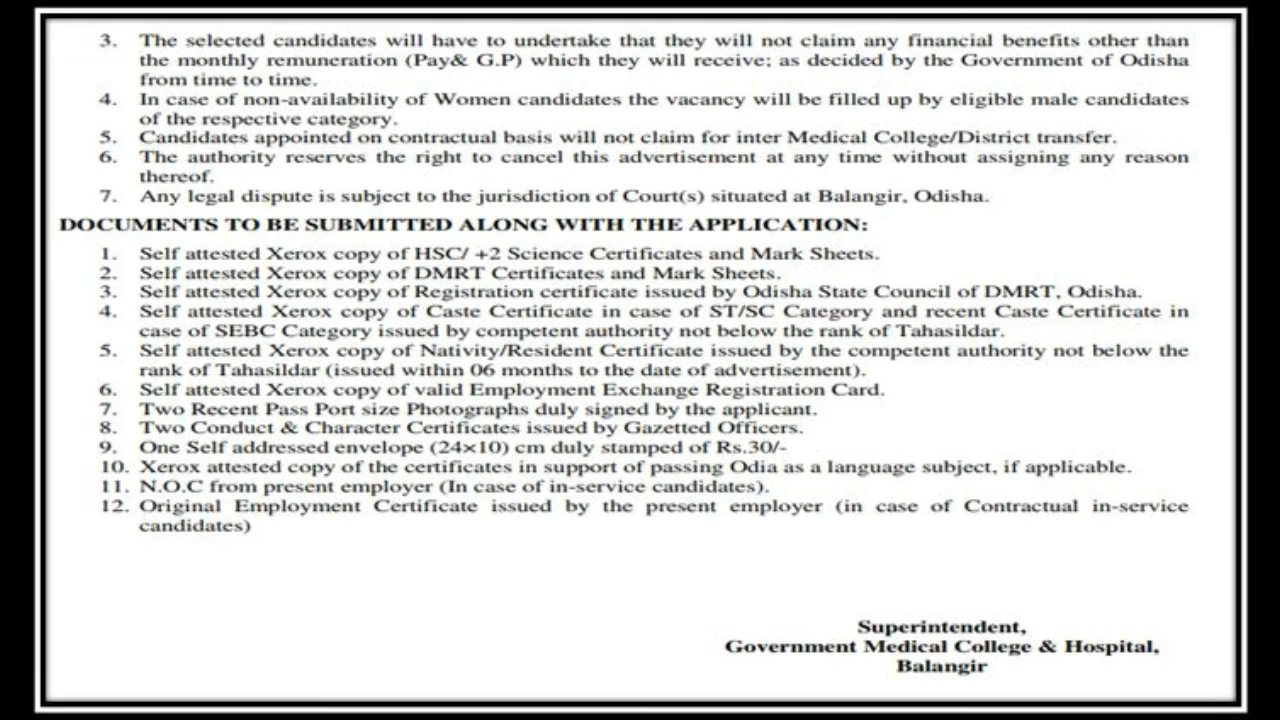 3. The selected candidates will have to undertake that they will not claim any financial benefits other than
the monthly remuneration (Pay& G.P) which they will receive; as decided by the Government of Odisha
from time to time.
4. In case of non-availability of Women candidates the vacancy will be filled up by eligible male candidates
of the respective category.
5. Candidates appointed on contractual basis will not claim for inter Medical College/District transfer.
6. The authority reserves the right to cancel this advertisement at any time without assigning any reason
thereof.
7. Any legal dispute is subject to the jurisdiction of Court(s) situated at Balangir, Odisha.
DOCUMENTS TO BE SUBMITTED ALONG WITH THE APPLICATION:
1. Self attested Xerox copy of HSC/ +2 Science Certificates and Mark Sheets.
2. Self attested Xerox copy of DMRT Certificates and Mark Sheets.
3. Self attested Xerox copy of Registration certificate issued by Odisha State Council of DMRT, Odisha.
4. Self attested Xerox copy of Caste Certificate in case of ST/SC Category and recent Caste Certificate in
case of SEBC Category issued by competent authority not below the rank of Tahasildar.
5. Self attested Xerox copy of Nativity/Resident Certificate issued by the competent authority not below the
rank of Tahasildar (issued within 06 months to the date of advertisement).
6. Self attested Xerox copy of valid Employment Exchange Registration Card.
7. Two Recent Pass Port size Photographs duly signed by the applicant.
8. Two Conduct & Character Certificates issued by Gazetted Officers.
9. One Self addressed envelope (24×10) cm duly stamped of Rs.30/-
10. Xerox attested copy of the certificates in support of passing Odia as a language subject, if applicable.
11. N.O.C from present employer (In case of in-service candidates).
12. Original Employment Certificate issued by the present employer (in case of Contractual in-service
candidates)
Superintendent,
Government Medical College & Hospital,
Balangir